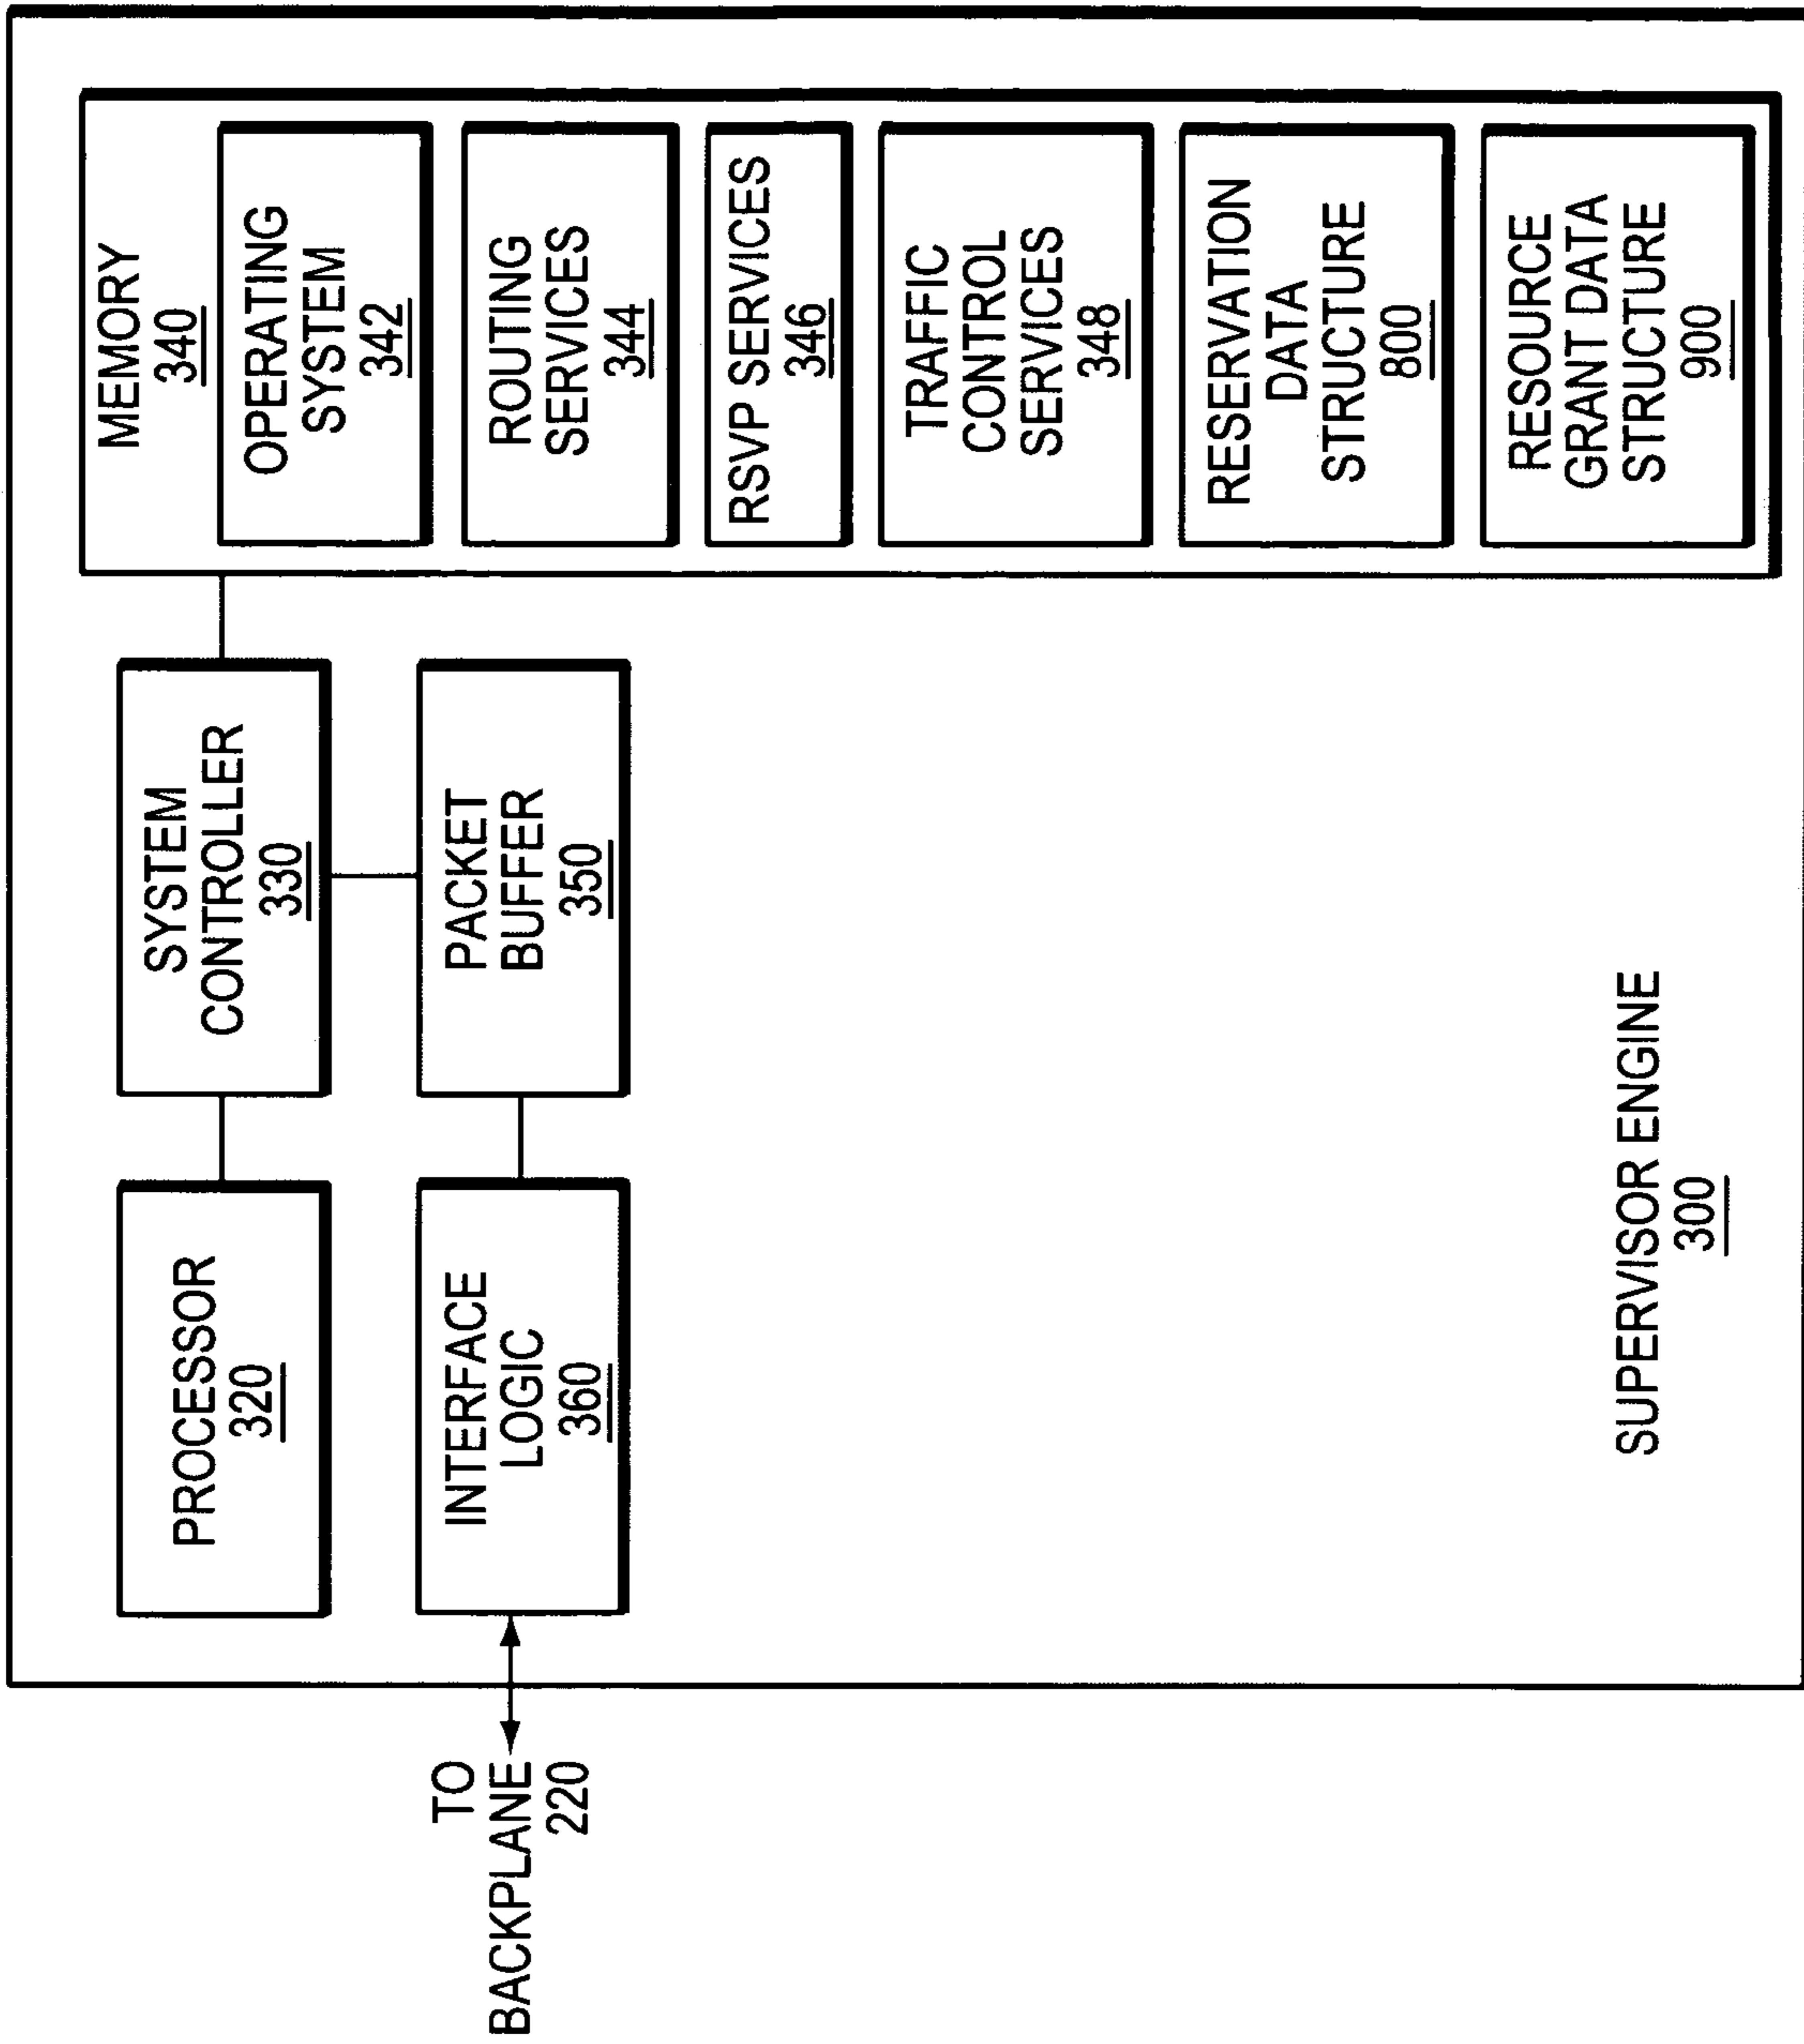 PROCESSOR
320
SYSTEM
CONTROLLER
330
MEMORY
340
OPERATING
SYSTEM
342
ROUTING
SERVICES
344
RSVP SERVICES
346
TRAFFIC
CONTROL
SERVICES
348
RESERVATION
DATA
STRUCTURE
800
RESOURCE
GRANT DATA
STRUCTURE
900
TO
BACKPLANE
220
INTERFACE
LOGIC
360
PACKET
BUFFER
350
SUPERVISOR ENGINE
300